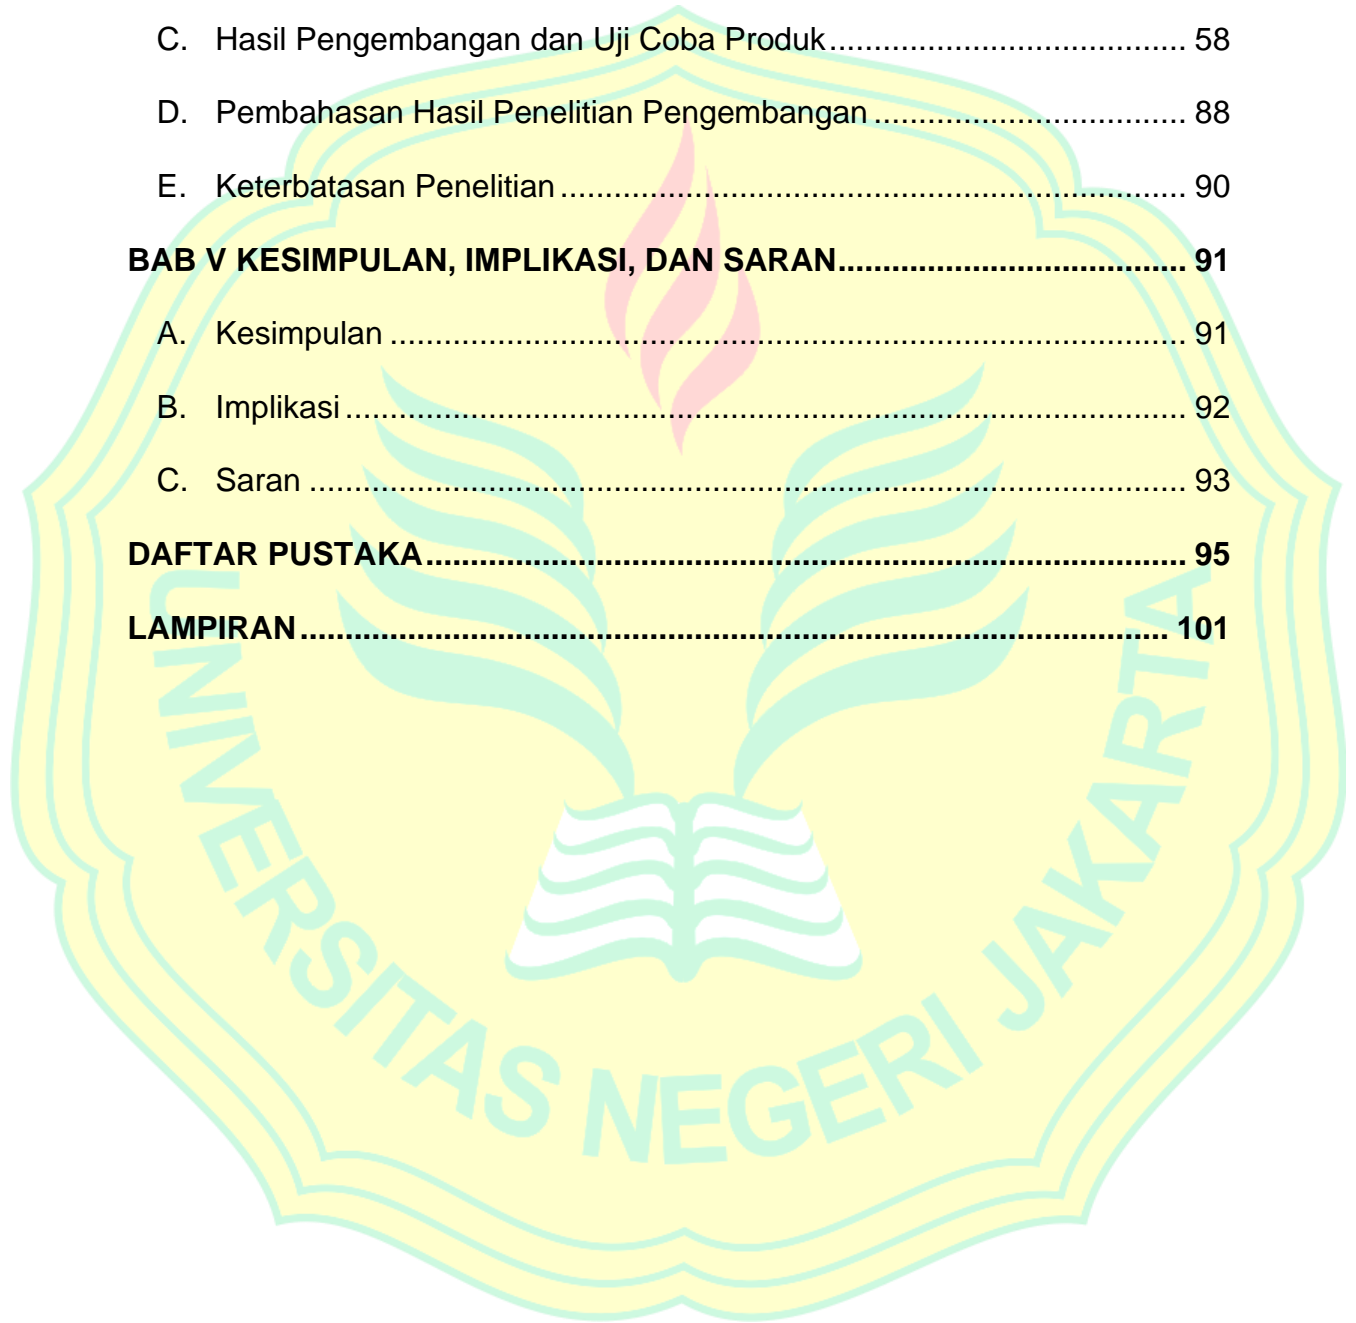 C. Hasil Pengembangan dan Uji Coba Produk........................................ 58
D. Pembahasan Hasil Penelitian Pengembangan ................................... 88
E. Keterbatasan Penelitian ...................................................................... 90
BAB V KESIMPULAN, IMPLIKASI, DAN SARAN....................................... 91
A. Kesimpulan ......................................................................................... 91
B. Implikasi .............................................................................................. 92
C. Saran .................................................................................................. 93
DAFTAR PUSTAKA..................................................................................... 95
LAMPIRAN ................................................................................................. 101
UNIVERSITAS NEGERI JAKARTA